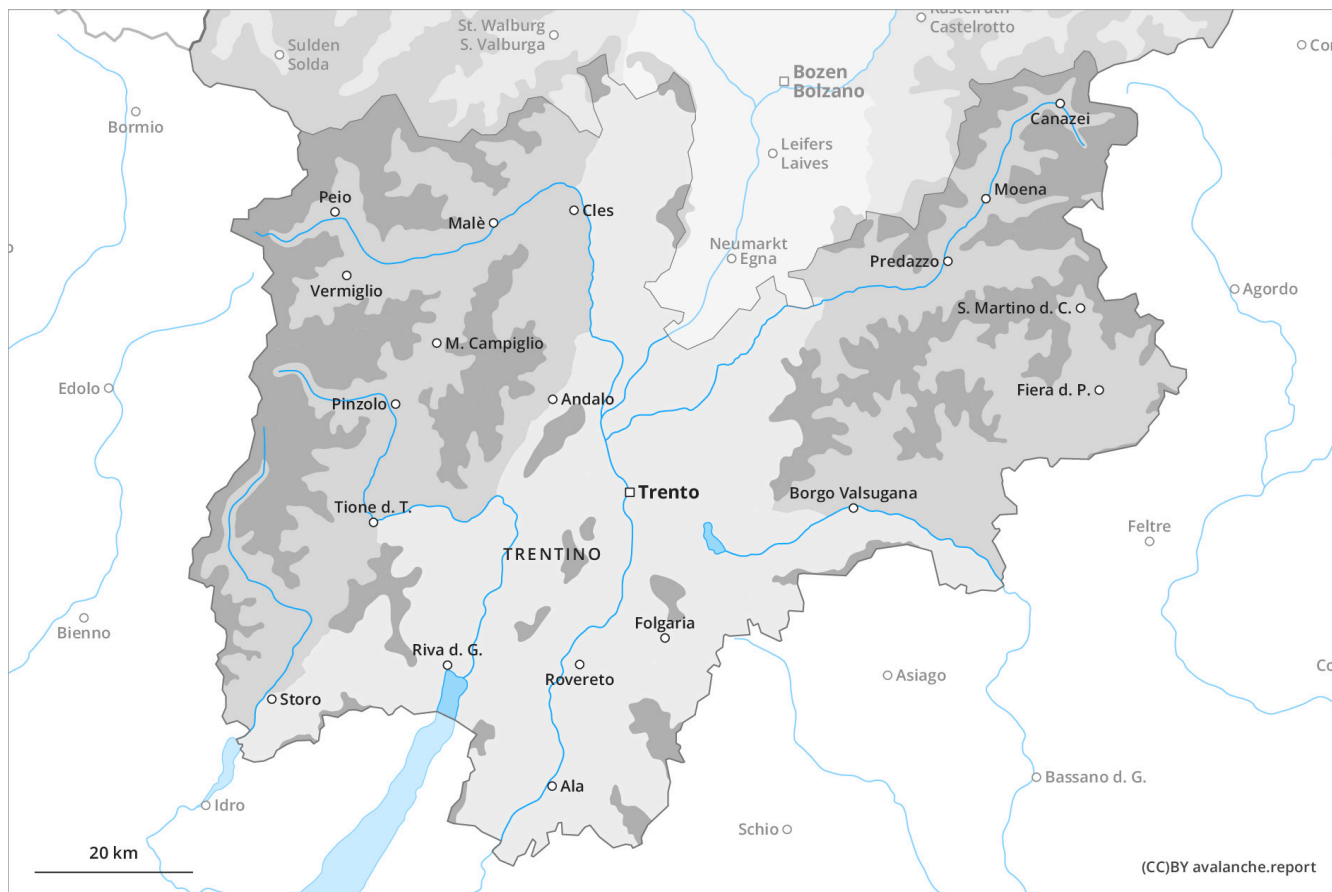 St. Walburg
S. Valburga
Kastelruth
Castelrotto
Sulden
Solda
Bozen
Bolzano
Bormio
Canazei
Leifers
Laives
Peio
Moena
Malè
Cles
Neumarkt
Egna
Predazzo
Vermiglio
Agordo
S. Martino d. C.
M. Campiglio
Edolo
Fiera d. P.
Pinzolo
Andalo
Trento
Borgo Valsugana
Tione d. T.
Feltre
TRENTINO
Bienno
Folgaria
Riva d. G.
Rovereto
Asiago
Storo
Ala
Bassano d. G.
Idro
Schio
20 km
(CC)BY avalanche.report